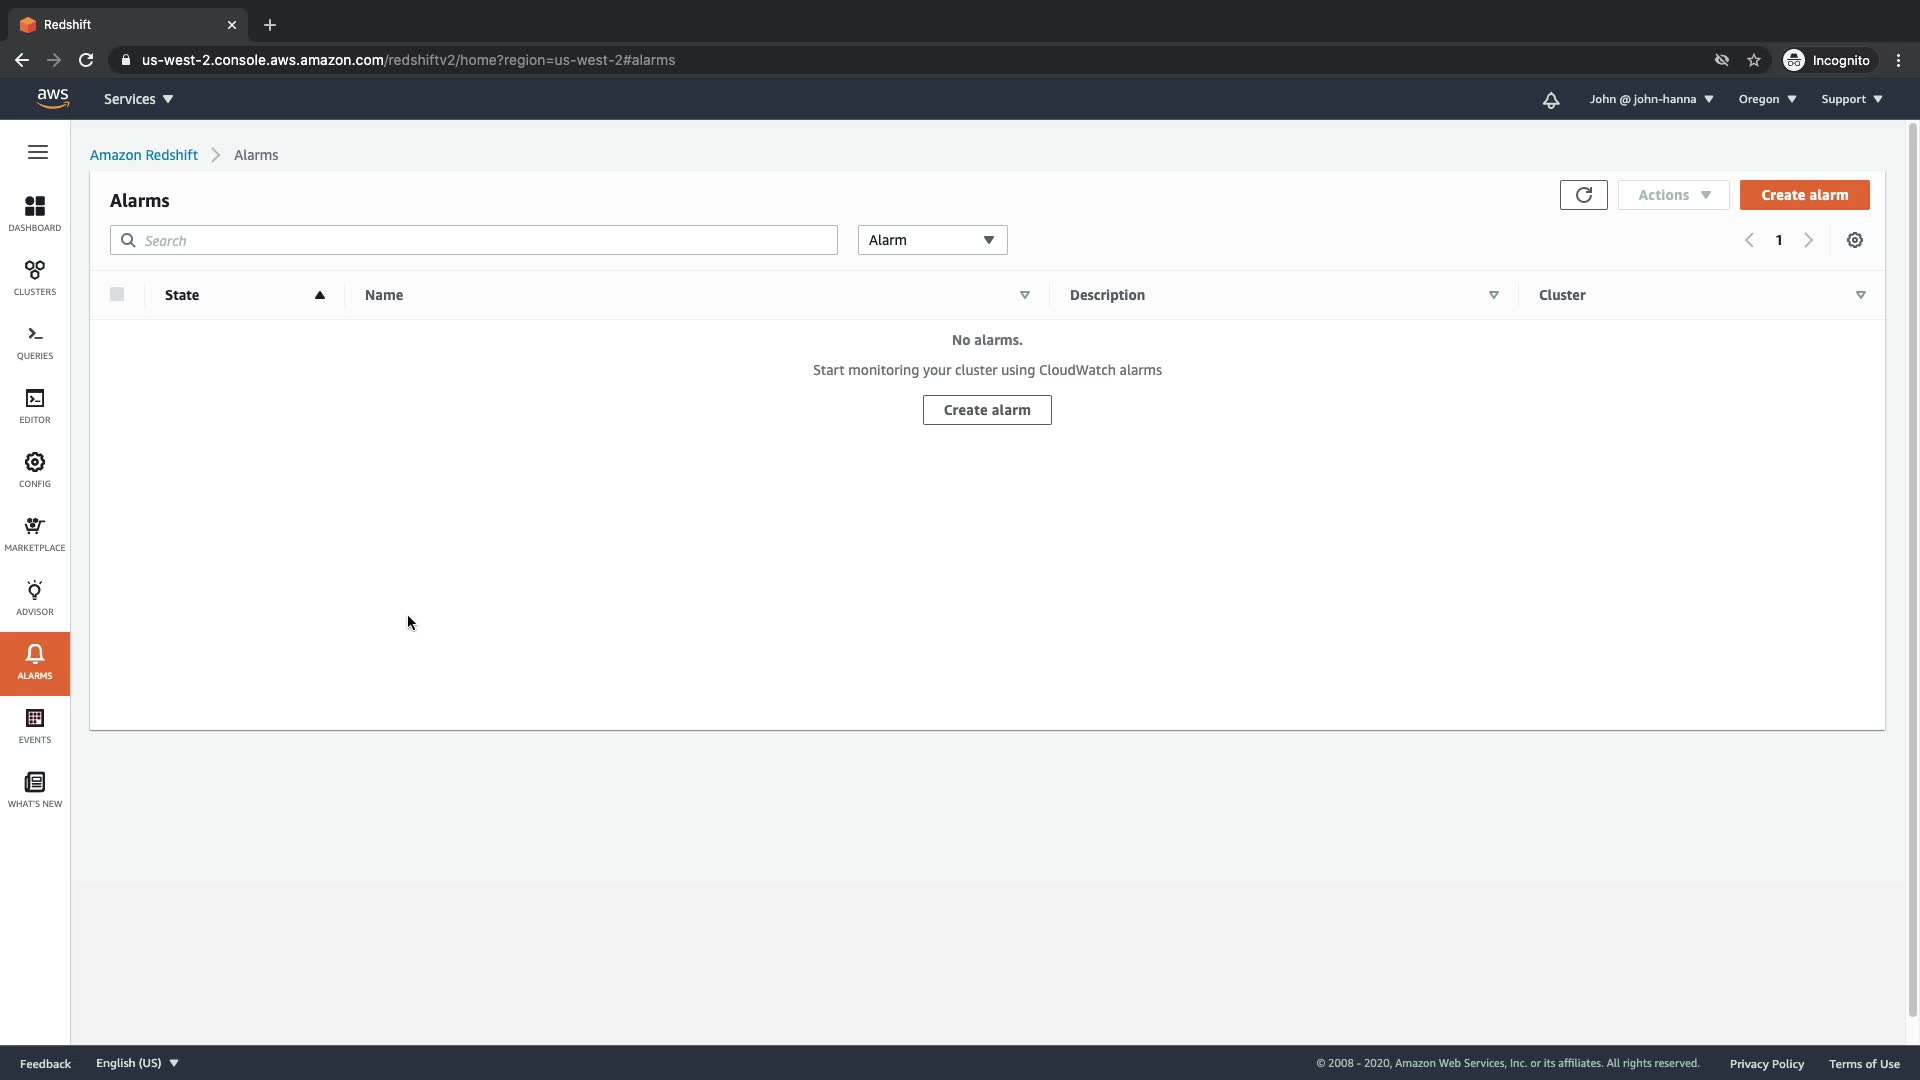 Redshift
us-west-2.console.aws.amazon.com/redshiftv2/home?region=us-west-2#alarms
Incognito
aws
Services
John @ john-hanna
Oregon
Support
Amazon Redshift
Alarms
DASHBOARD
CLUSTERS
QUERIES
EDITOR
CONFIG
MARKETPLACE
ADVISOR
ALARMS
EVENTS
WHAT'S NEW
Alarms
Actions
Create alarm
Search
Alarm
1
State
Name
Description
Cluster
No alarms.
Start monitoring your cluster using CloudWatch alarms
Create alarm
Feedback
English (US)
© 2008 - 2020, Amazon Web Services, Inc. or its affiliates. All rights reserved.
Privacy Policy
Terms of Use